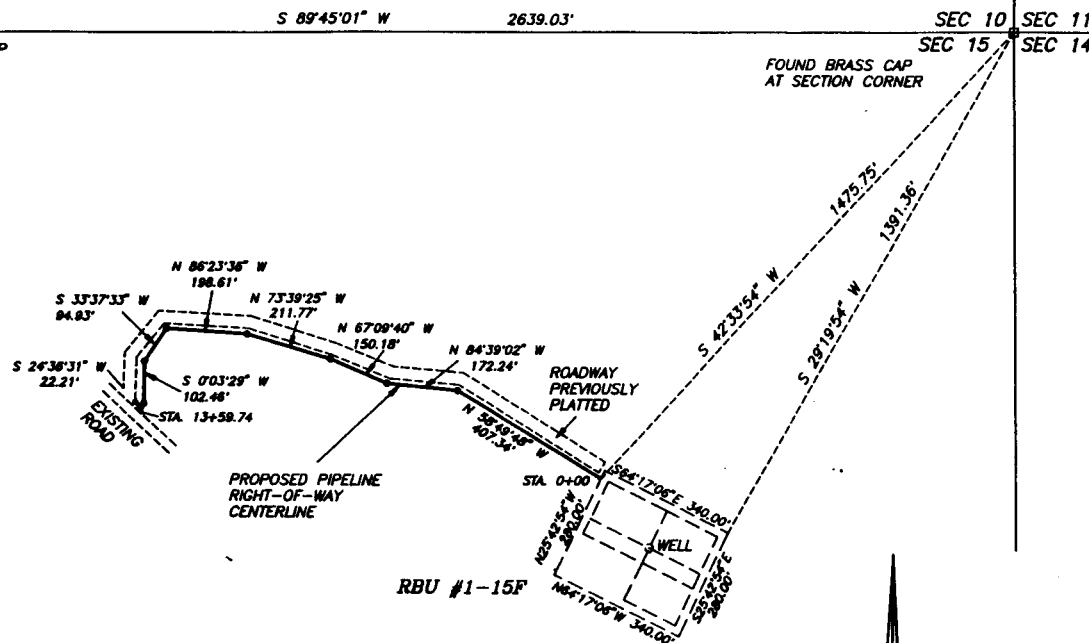 S 89°45'01" W 2639.03'
SEC 10 SEC 11
SEC 15 SEC 14
P
FOUND BRASS CAP
AT SECTION CORNER
1475.75'
S 42°33'54" W
1391.36'
S 29°19'54" W
N 86°23'36" W
198.61'
S 33°37'33" W
94.93'
N 73°39'25" W
211.77'
N 67°09'40" W
150.18'
N 84°39'02" W
172.24'
S 24°36'31" W
22.21'
S 0°03'29" W
102.46'
ROADWAY
PREVIOUSLY
PLATTED
EXISTING
ROAD
STA. 13+59.74
N 58°49'48" W
407.34'
PROPOSED PIPELINE
RIGHT-OF-WAY
CENTERLINE
STA. 0+00
S64°17'06"E 340.00'
N25°42'54"W
280.00'
WELL
S25°42'54"E
280.00'
N64°17'06"W 340.00'
RBU #1-15F